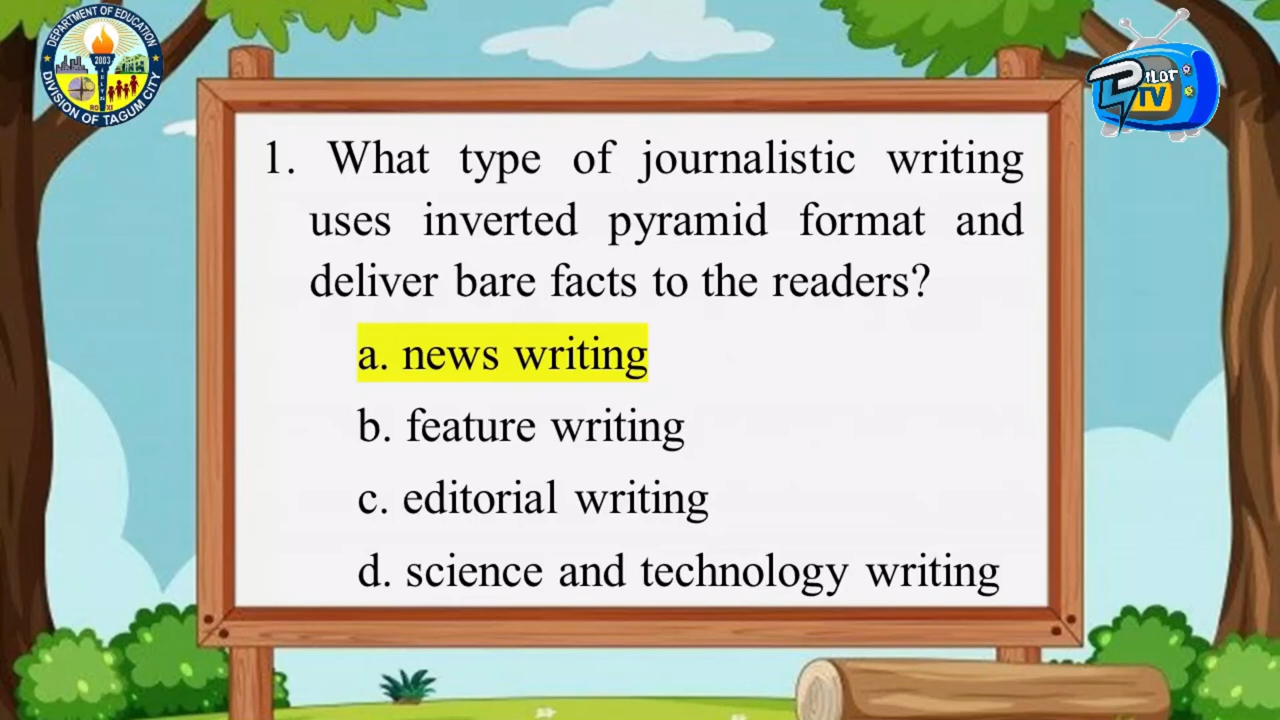 DEPARTMENT OF EDUCATION
2003
DIVISION OF TAGUM CITY
PILOT
TV
1. What type of journalistic writing
uses inverted pyramid format and
deliver bare facts to the readers?
a. news writing
b. feature writing
c. editorial writing
d. science and technology writing